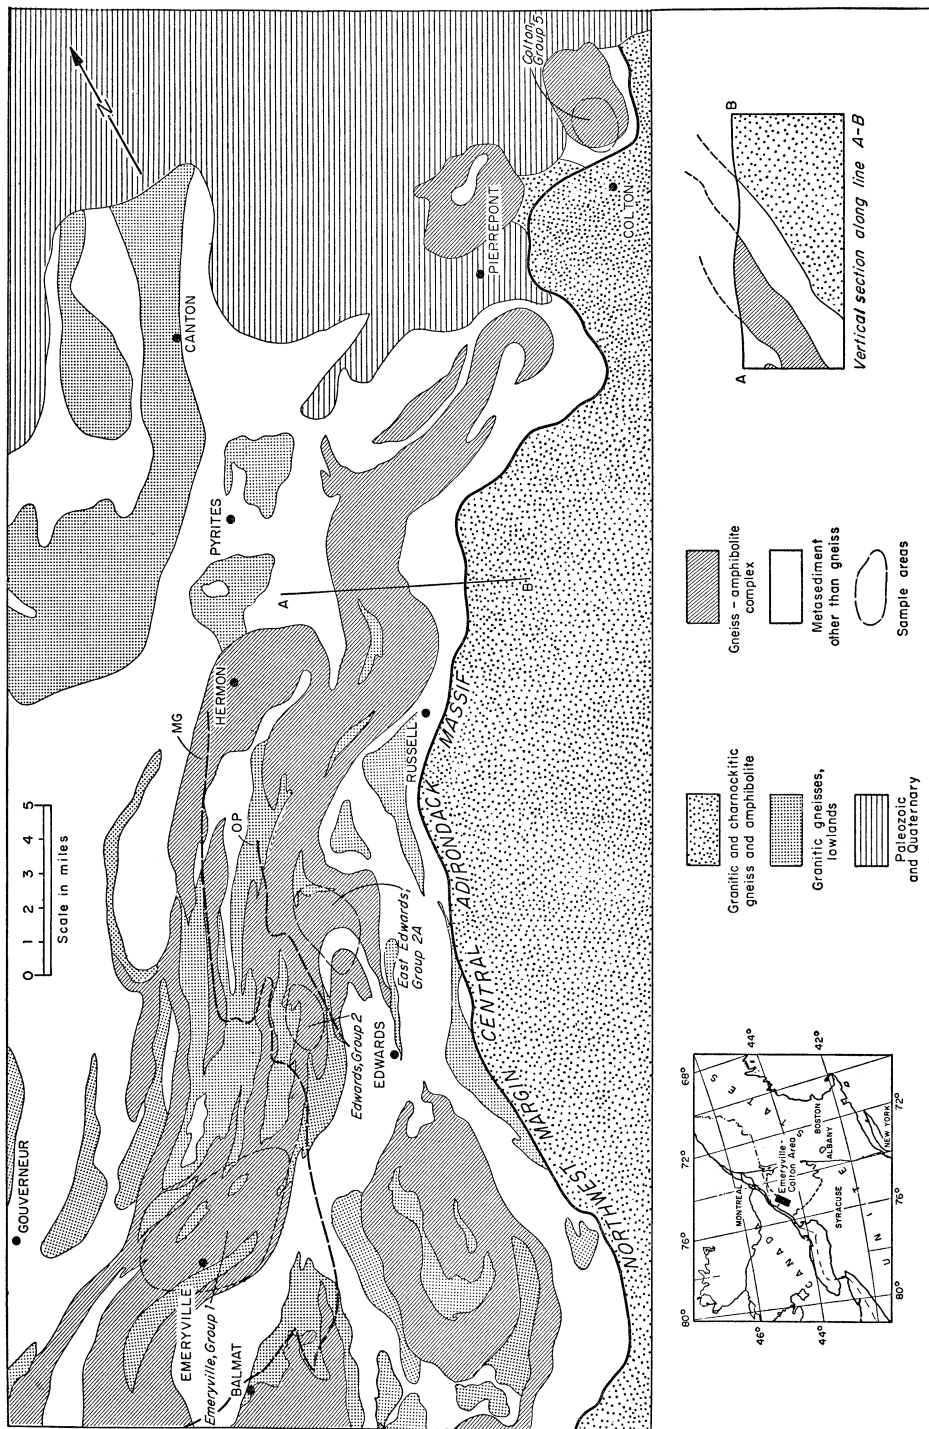 GOUVERNEUR
EMERYVILLE
Emeryville, Group 1
BALMAT
Edwards, Group 2
EDWARDS
East Edwards,
Group 2A
OP
MG
HERMON
RUSSELL
PYRITES
CANTON
PIERREPONT
COLTON
Colton
Group 5
N
A
B
NORTHWEST MARGIN CENTRAL ADIRONDACK MASSIF
0 1 2 3 4 5
Scale in miles
80°
76°
72°
68°
46°
44°
44°
42°
80°
76°
72°
CANADA
UNITED STATES
MONTREAL
Emeryville-
Colton Area
SYRACUSE
ALBANY
BOSTON
NEW YORK
Granitic and charnockitic
gneiss and amphibolite
Granitic gneisses,
lowlands
Paleozoic
and Quaternary
Gneiss – amphibolite
complex
Metasediment
other than gneiss
Sample areas
A
B
Vertical section along line A-B